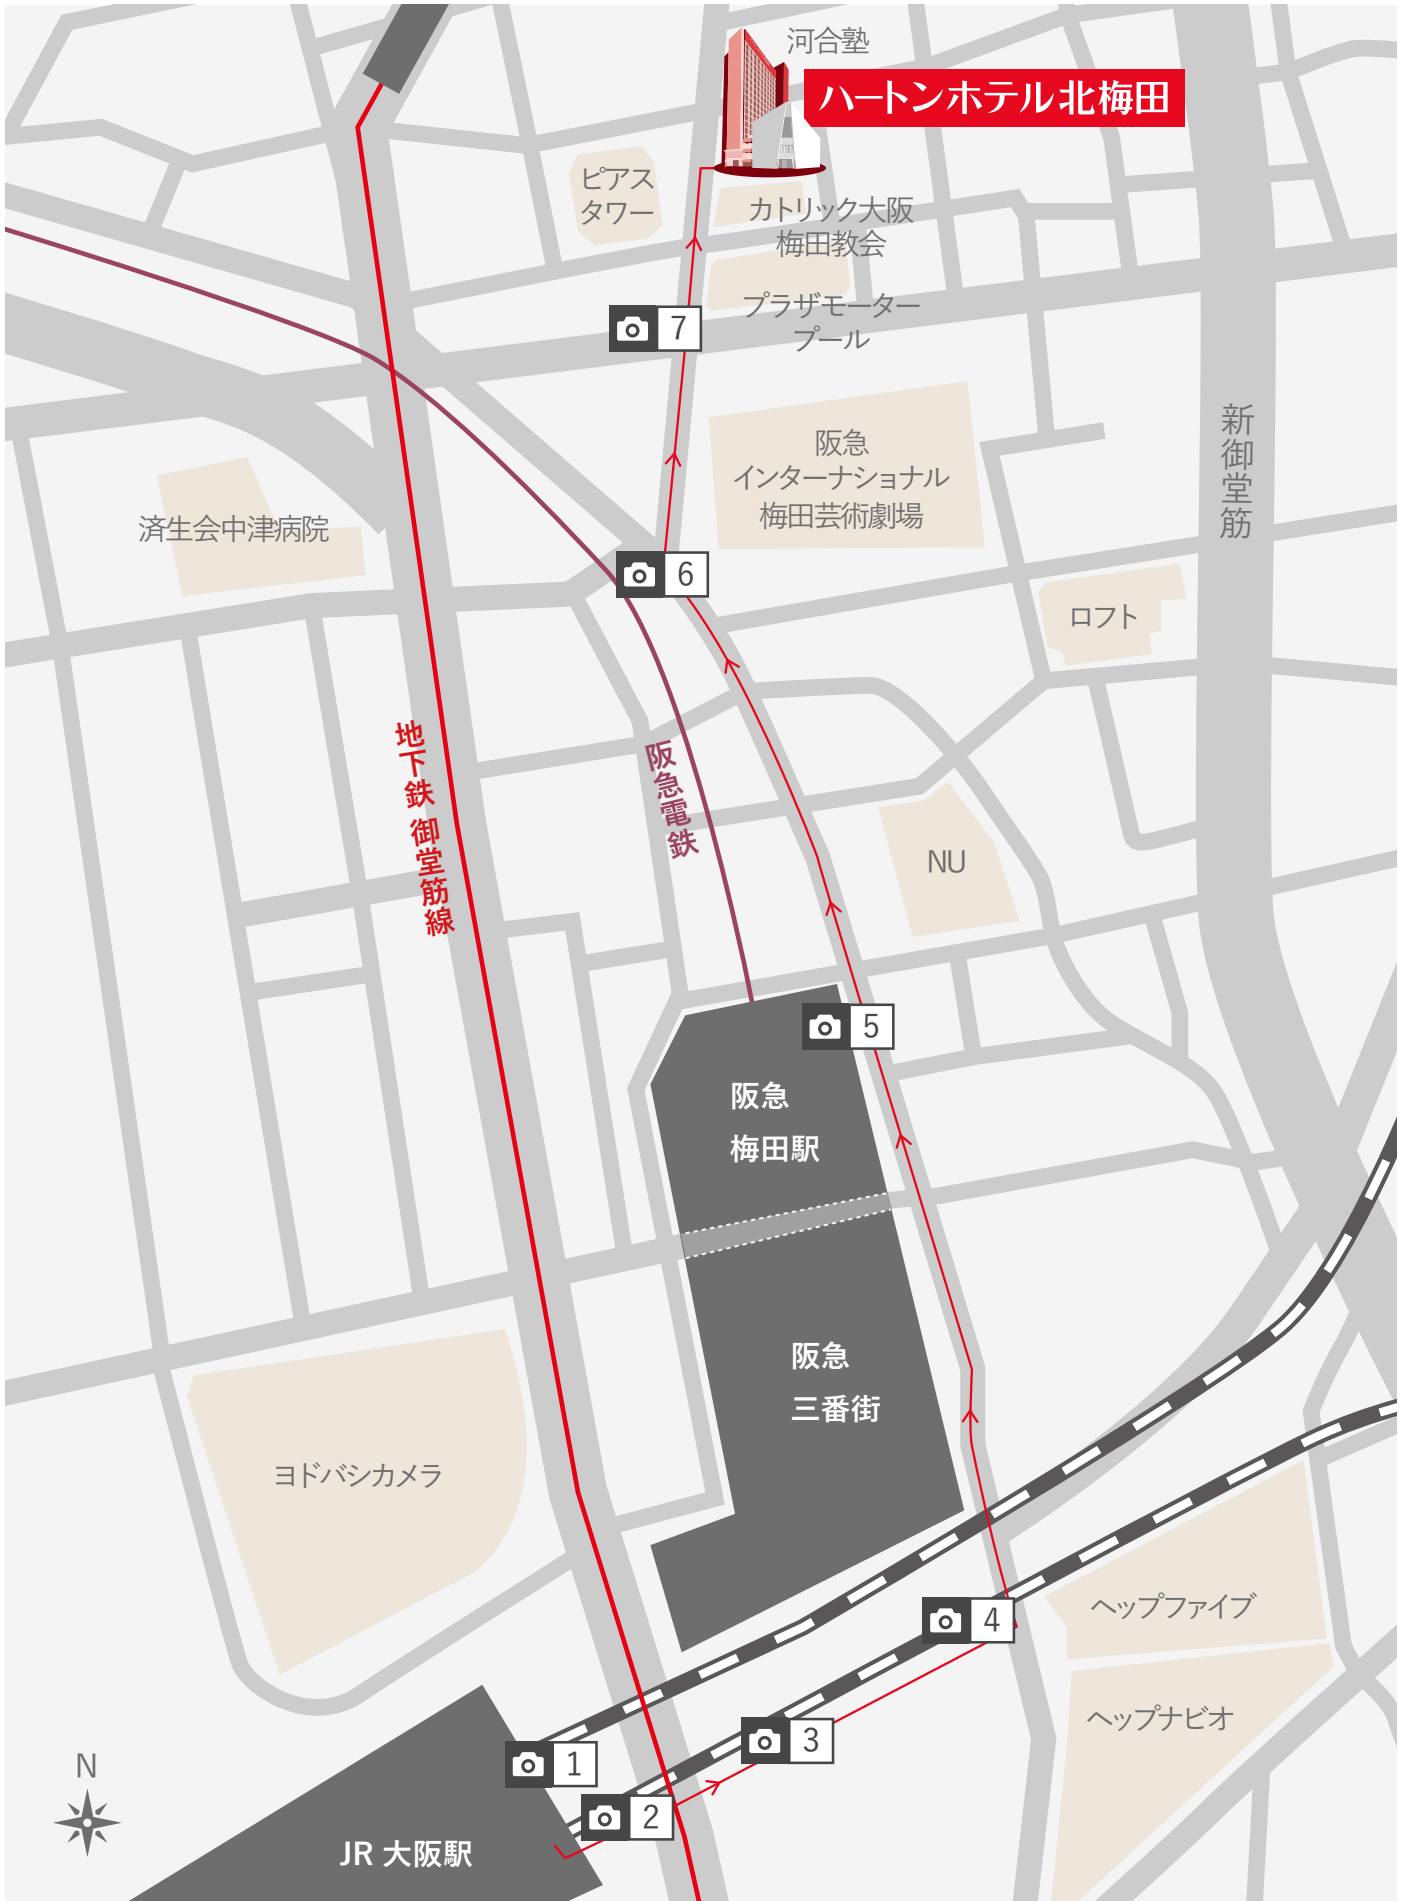 河合塾
ハートンホテル北梅田
ピアス
タワー
カトリック大阪
梅田教会
7
プラザモーター
プール
新御堂筋
阪急
インターナショナル
梅田芸術劇場
済生会中津病院
6
ロフト
地下鉄 御堂筋線
阪急電鉄
NU
5
阪急
梅田駅
阪急
三番街
ヨドバシカメラ
ヘップファイブ
4
ヘップナビオ
3
1
N
2
JR 大阪駅